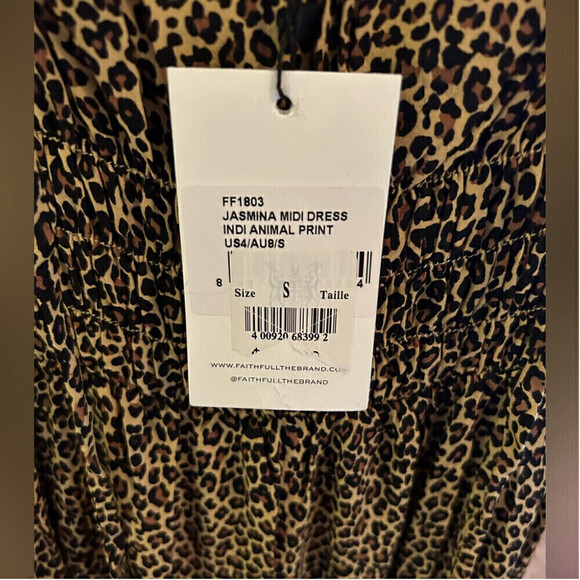 FF1803
JASMINA MIDI DRESS
INDI ANIMAL PRINT
US4/AU8/S
8 4
Size S Taille
4 00920 68399 2
WWW.FAITHFULLTHEBRAND.CO
@FAITHFULLTHEBRAND